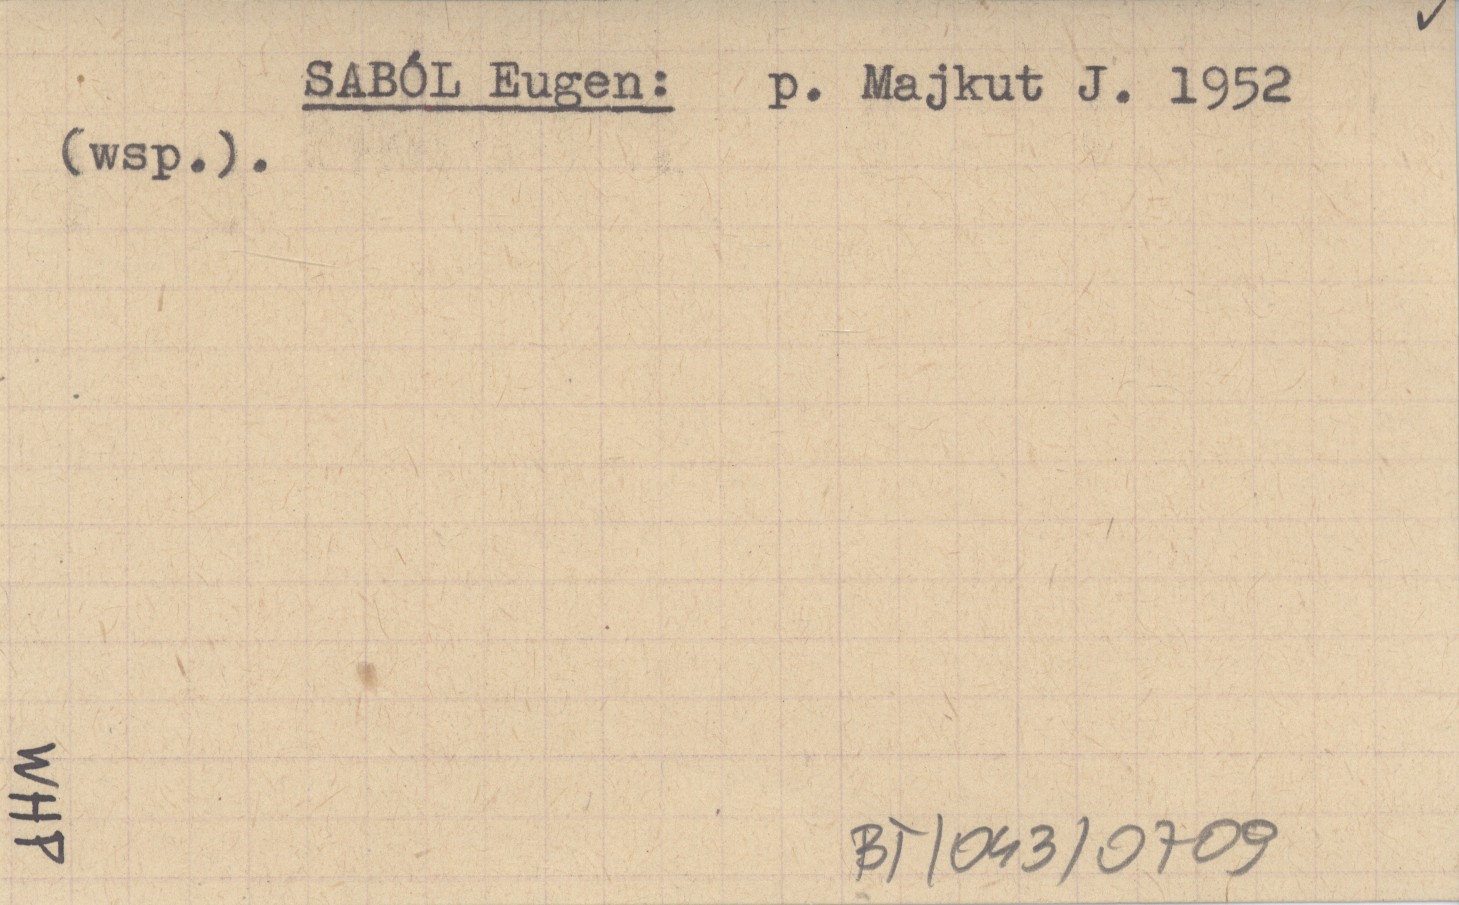 SABÓL Eugen: p. Majkut J. 1952
(wsp.).
WHP
BT/043/0709